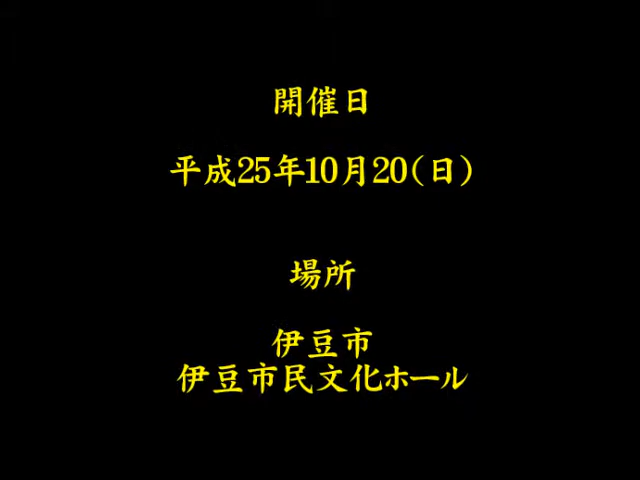 開催日
平成25年10月20(日)
場所
伊豆市
伊豆市民文化ホール